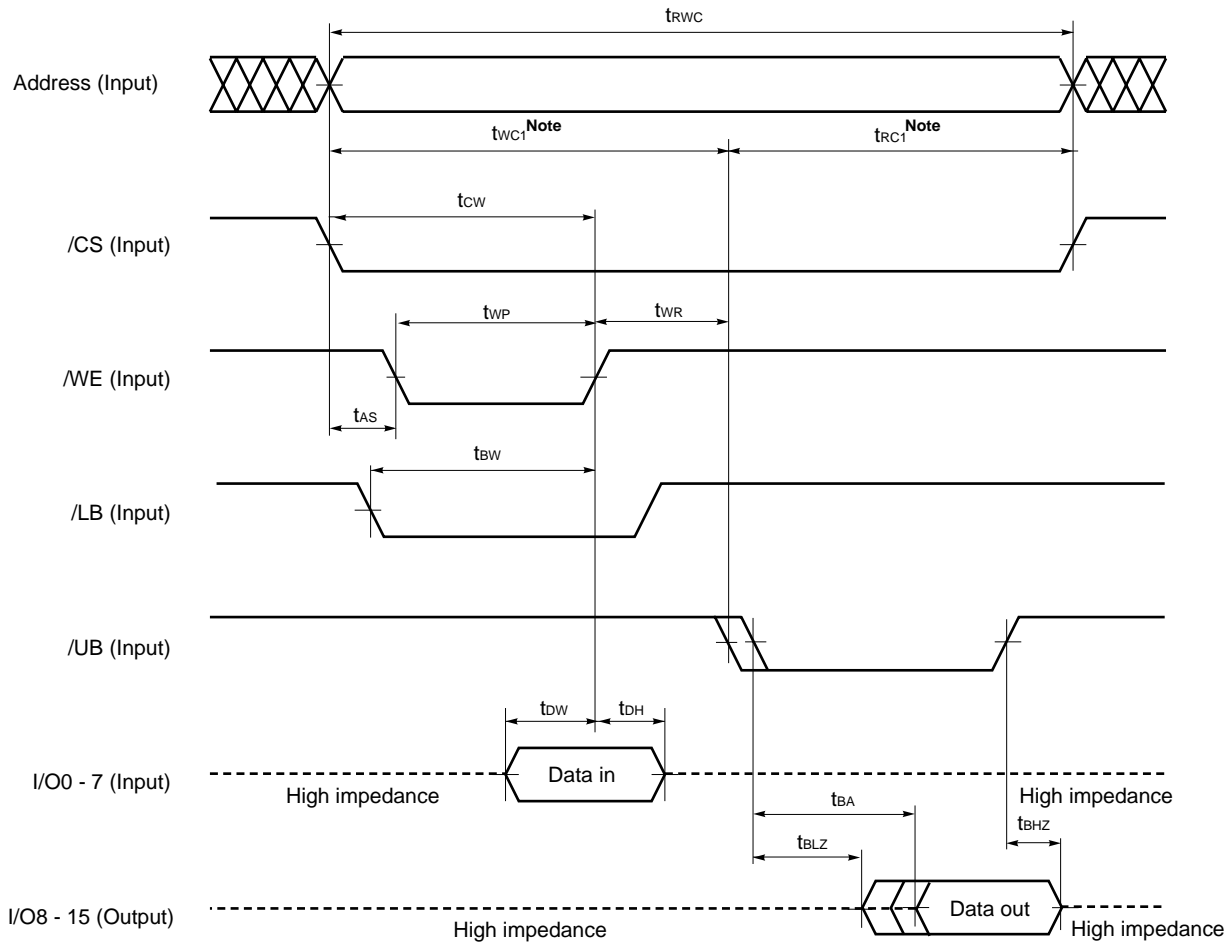 tRWC
Address (Input)
tWC1Note
tRC1Note
tCW
/CS (Input)
tWP
tWR
/WE (Input)
tAS
tBW
/LB (Input)
/UB (Input)
tDW
tDH
I/O0 - 7 (Input)
Data in
High impedance
High impedance
tBA
tBHZ
tBLZ
I/O8 - 15 (Output)
Data out
High impedance
High impedance